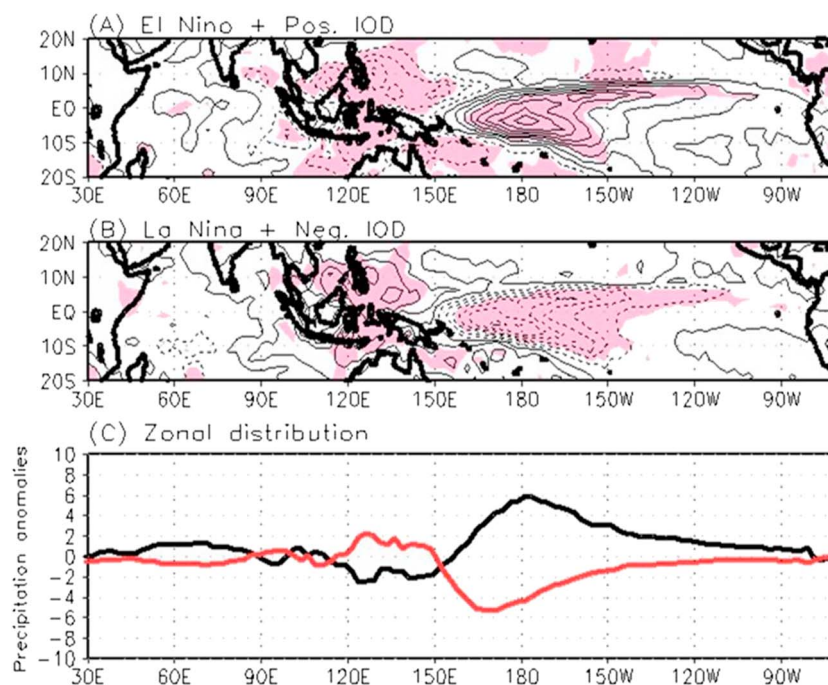 (A) El Nino + Pos. IOD
20N
10N
EQ
10S
20S
30E 60E 90E 120E 150E 180 150W 120W 90W
(B) La Nina + Neg. IOD
20N
10N
EQ
10S
20S
30E 60E 90E 120E 150E 180 150W 120W 90W
(C) Zonal distribution
Precipitation anomalies
10
8
6
4
2
0
-2
-4
-6
-8
-10
30E 60E 90E 120E 150E 180 150W 120W 90W